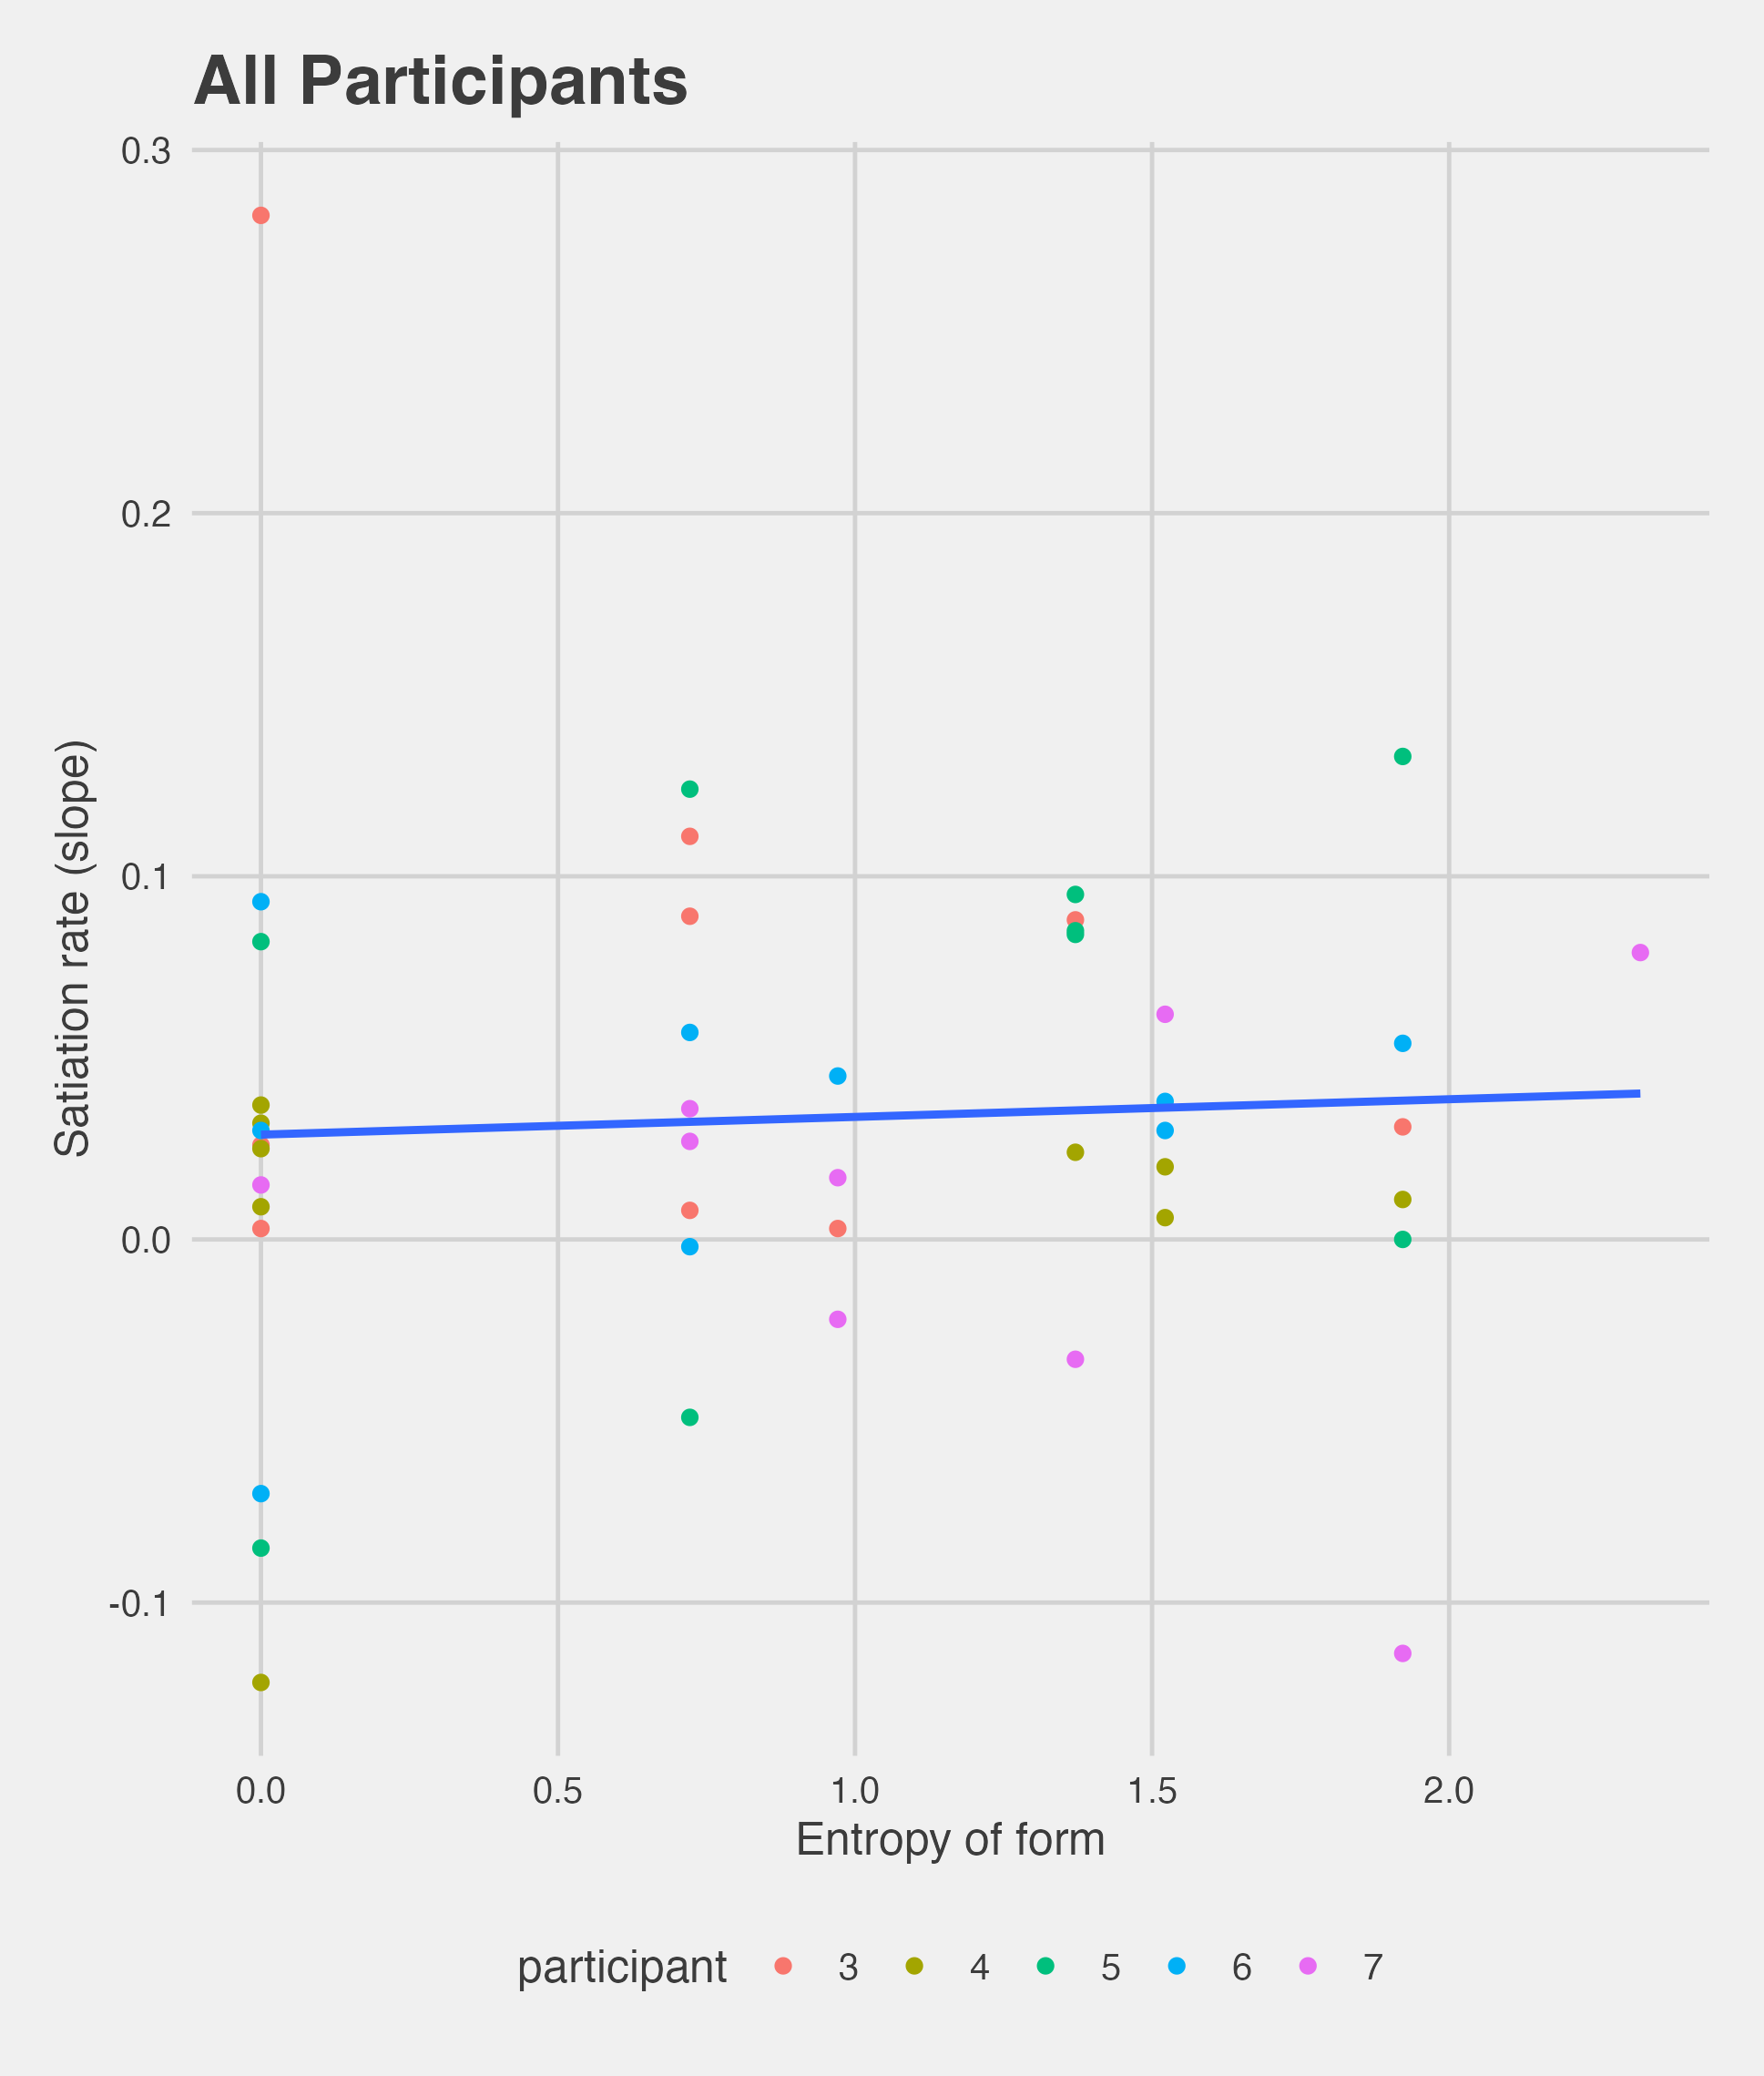 All Participants
0.3
0.2
0.1
0.0
-0.1
Satiation rate (slope)
0.0 0.5 1.0 1.5 2.0
Entropy of form
participant 3 4 5 6 7